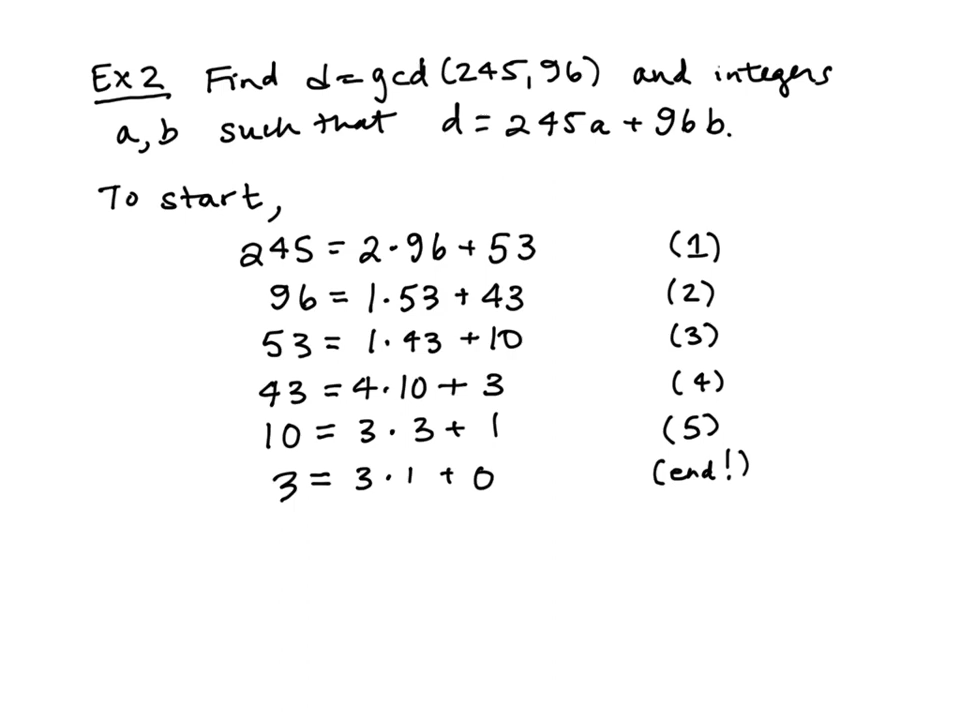 Ex 2 Find d = gcd (245, 96) and integers
a, b such that d = 245a + 96b.
To start,
245 = 2 · 96 + 53 (1)
96 = 1 · 53 + 43 (2)
53 = 1 · 43 + 10 (3)
43 = 4 · 10 + 3 (4)
10 = 3 · 3 + 1 (5)
3 = 3 · 1 + 0 (end!)